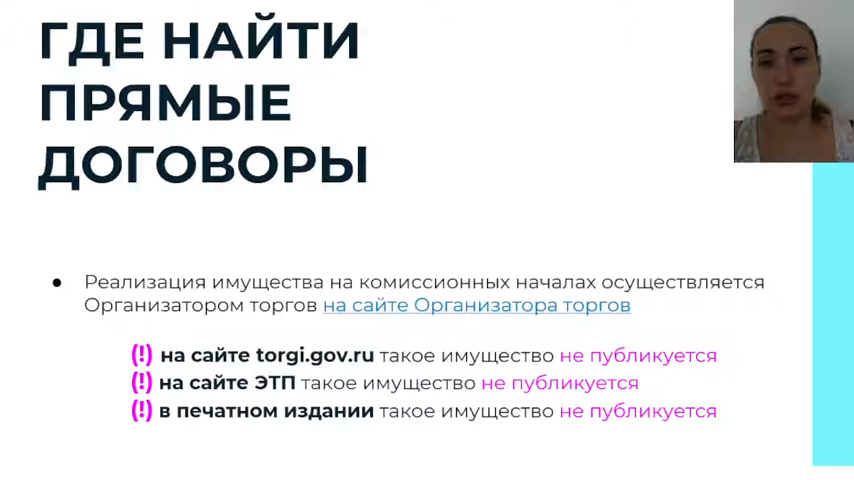 ГДЕ НАЙТИ
ПРЯМЫЕ
ДОГОВОРЫ
● Реализация имущества на комиссионных началах осуществляется
Организатором торгов на сайте Организатора торгов
(!) на сайте torgi.gov.ru такое имущество не публикуется
(!) на сайте ЭТП такое имущество не публикуется
(!) в печатном издании такое имущество не публикуется